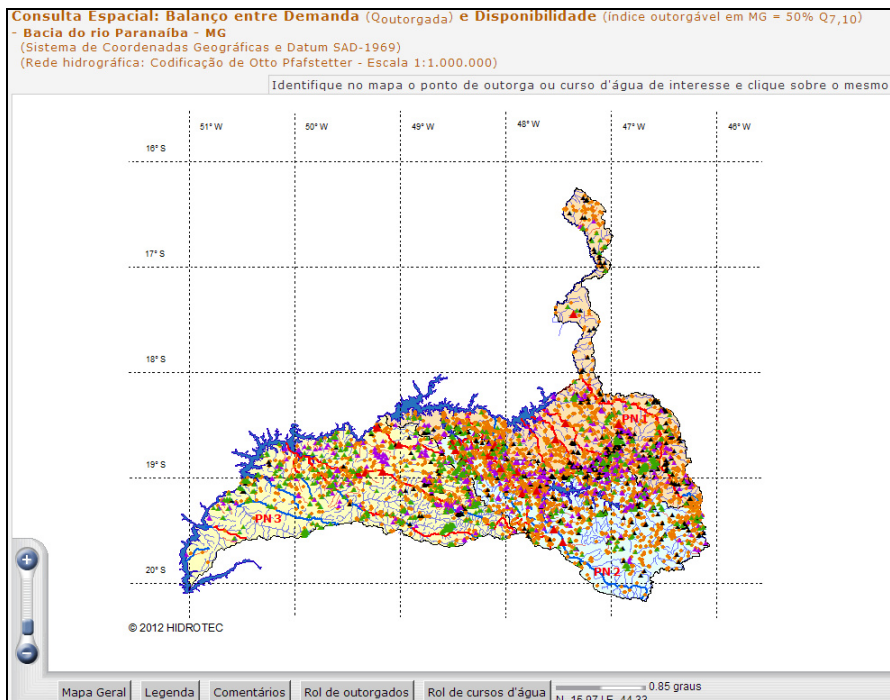 Consulta Espacial: Balanço entre Demanda (Qoutorgada) e Disponibilidade (índice outorgável em MG = 50% Q7,10)
- Bacia do rio Paranaíba - MG
(Sistema de Coordenadas Geográficas e Datum SAD-1969)
(Rede hidrográfica: Codificação de Otto Pfafstetter - Escala 1:1.000.000)
Identifique no mapa o ponto de outorga ou curso d'água de interesse e clique sobre o mesmo
51° W 50° W 49° W 48° W 47° W 46° W
16° S
17° S
18° S
PN1
19° S
PN3
PN2
20° S
© 2012 HIDROTEC
Mapa Geral Legenda Comentários Rol de outorgados Rol de cursos d'água 0.85 graus